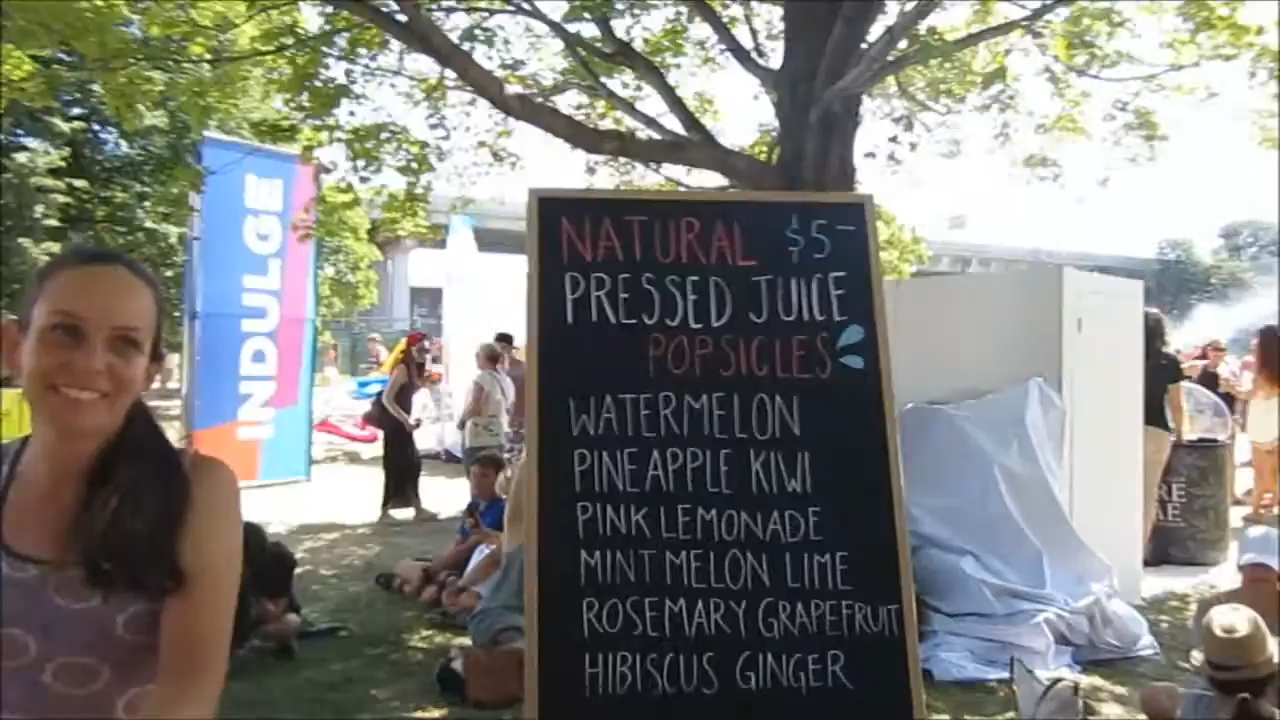 INDULGE
NATURAL $5-
PRESSED JUICE
POPSICLES
WATERMELON
PINEAPPLE KIWI
PINK LEMONADE
MINT MELON LIME
ROSEMARY GRAPEFRUIT
HIBISCUS GINGER